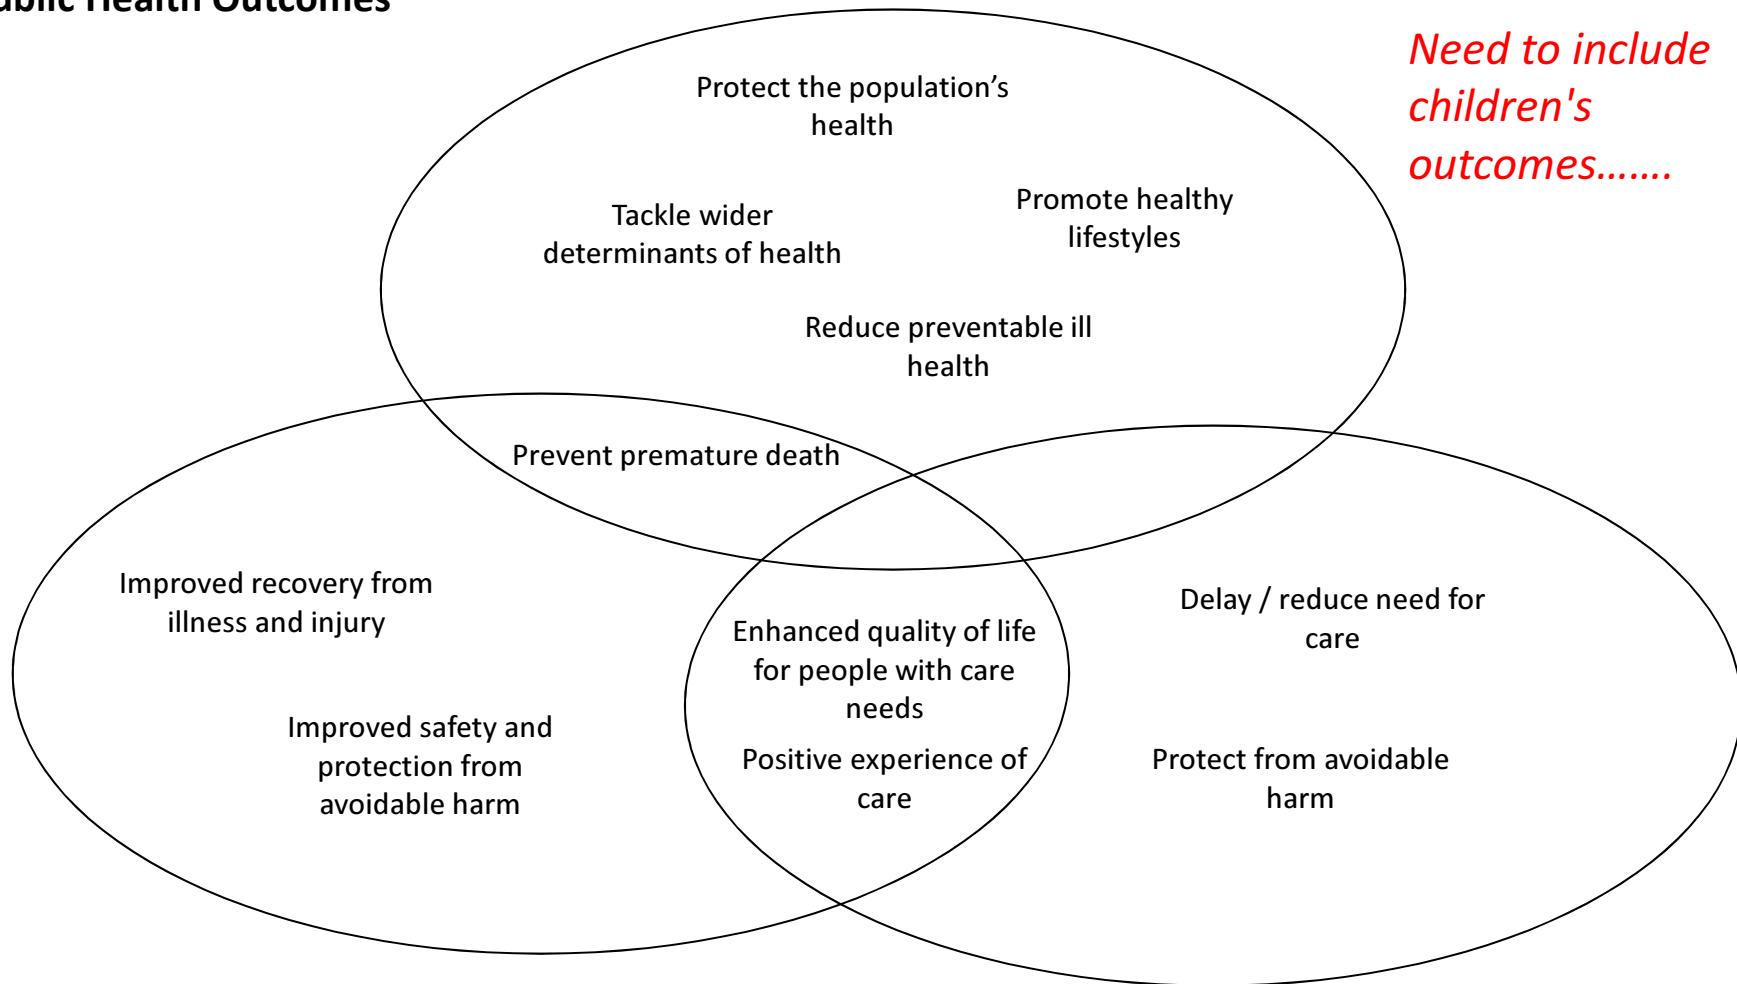 Public Health Outcomes
Need to include
children's
outcomes.......
Protect the population’s
health
Tackle wider
determinants of health
Promote healthy
lifestyles
Reduce preventable ill
health
Prevent premature death
Improved recovery from
illness and injury
Enhanced quality of life
for people with care
needs
Delay / reduce need for
care
Improved safety and
protection from
avoidable harm
Positive experience of
care
Protect from avoidable
harm